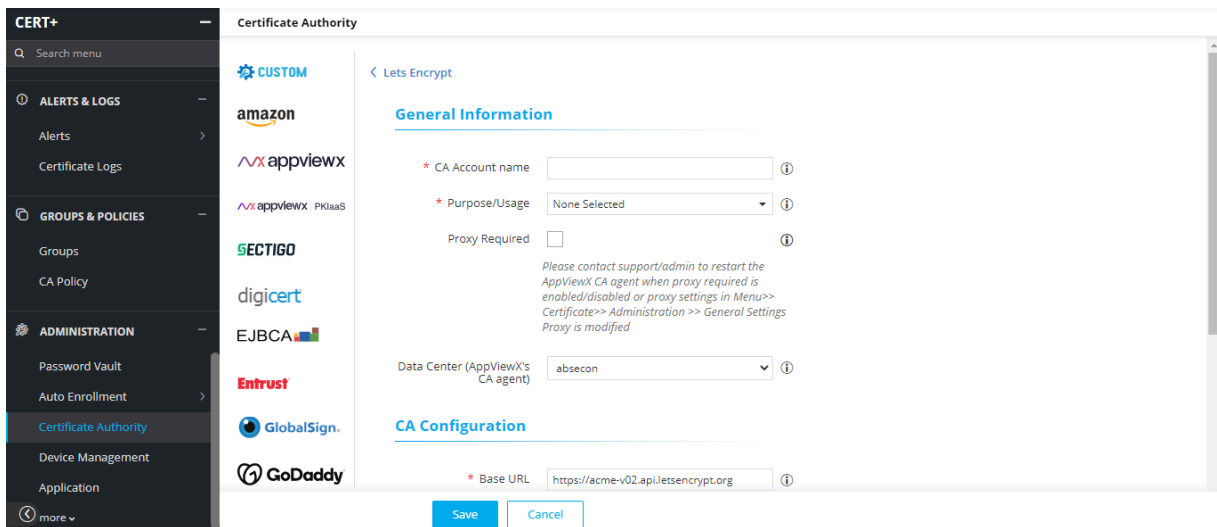 CERT+
Search menu
ALERTS & LOGS
Alerts
Certificate Logs
GROUPS & POLICIES
Groups
CA Policy
ADMINISTRATION
Password Vault
Auto Enrollment
Certificate Authority
Device Management
Application
more
Certificate Authority
CUSTOM
amazon
appviewx
appviewx PKIaaS
SECTIGO
digicert
EJBCA
Entrust
GlobalSign.
GoDaddy
Lets Encrypt
General Information
* CA Account name
* Purpose/Usage
None Selected
Proxy Required
Please contact support/admin to restart the
AppViewX CA agent when proxy required is
enabled/disabled or proxy settings in Menu>>
Certificate>> Administration >> General Settings
Proxy is modified
Data Center (AppViewX's
CA agent)
absecon
CA Configuration
* Base URL
https://acme-v02.api.letsencrypt.org
Save
Cancel